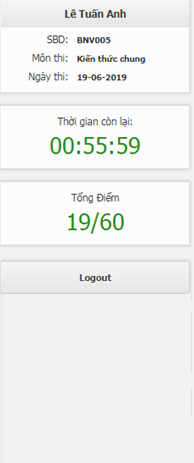 Lê Tuấn Anh
SBD: BNV005
Môn thi: Kiến thức chung
Ngày thi: 19-06-2019
Thời gian còn lại:
00:55:59
Tổng Điểm
19/60
Logout